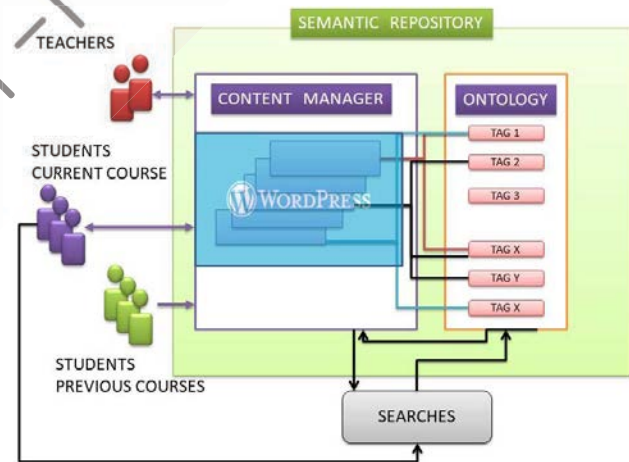 SEMANTIC REPOSITORY
TEACHERS
CONTENT MANAGER
ONTOLOGY
TAG 1
TAG 2
TAG 3
TAG X
TAG Y
TAG X
WORDPRESS
STUDENTS
CURRENT COURSE
STUDENTS
PREVIOUS COURSES
SEARCHES